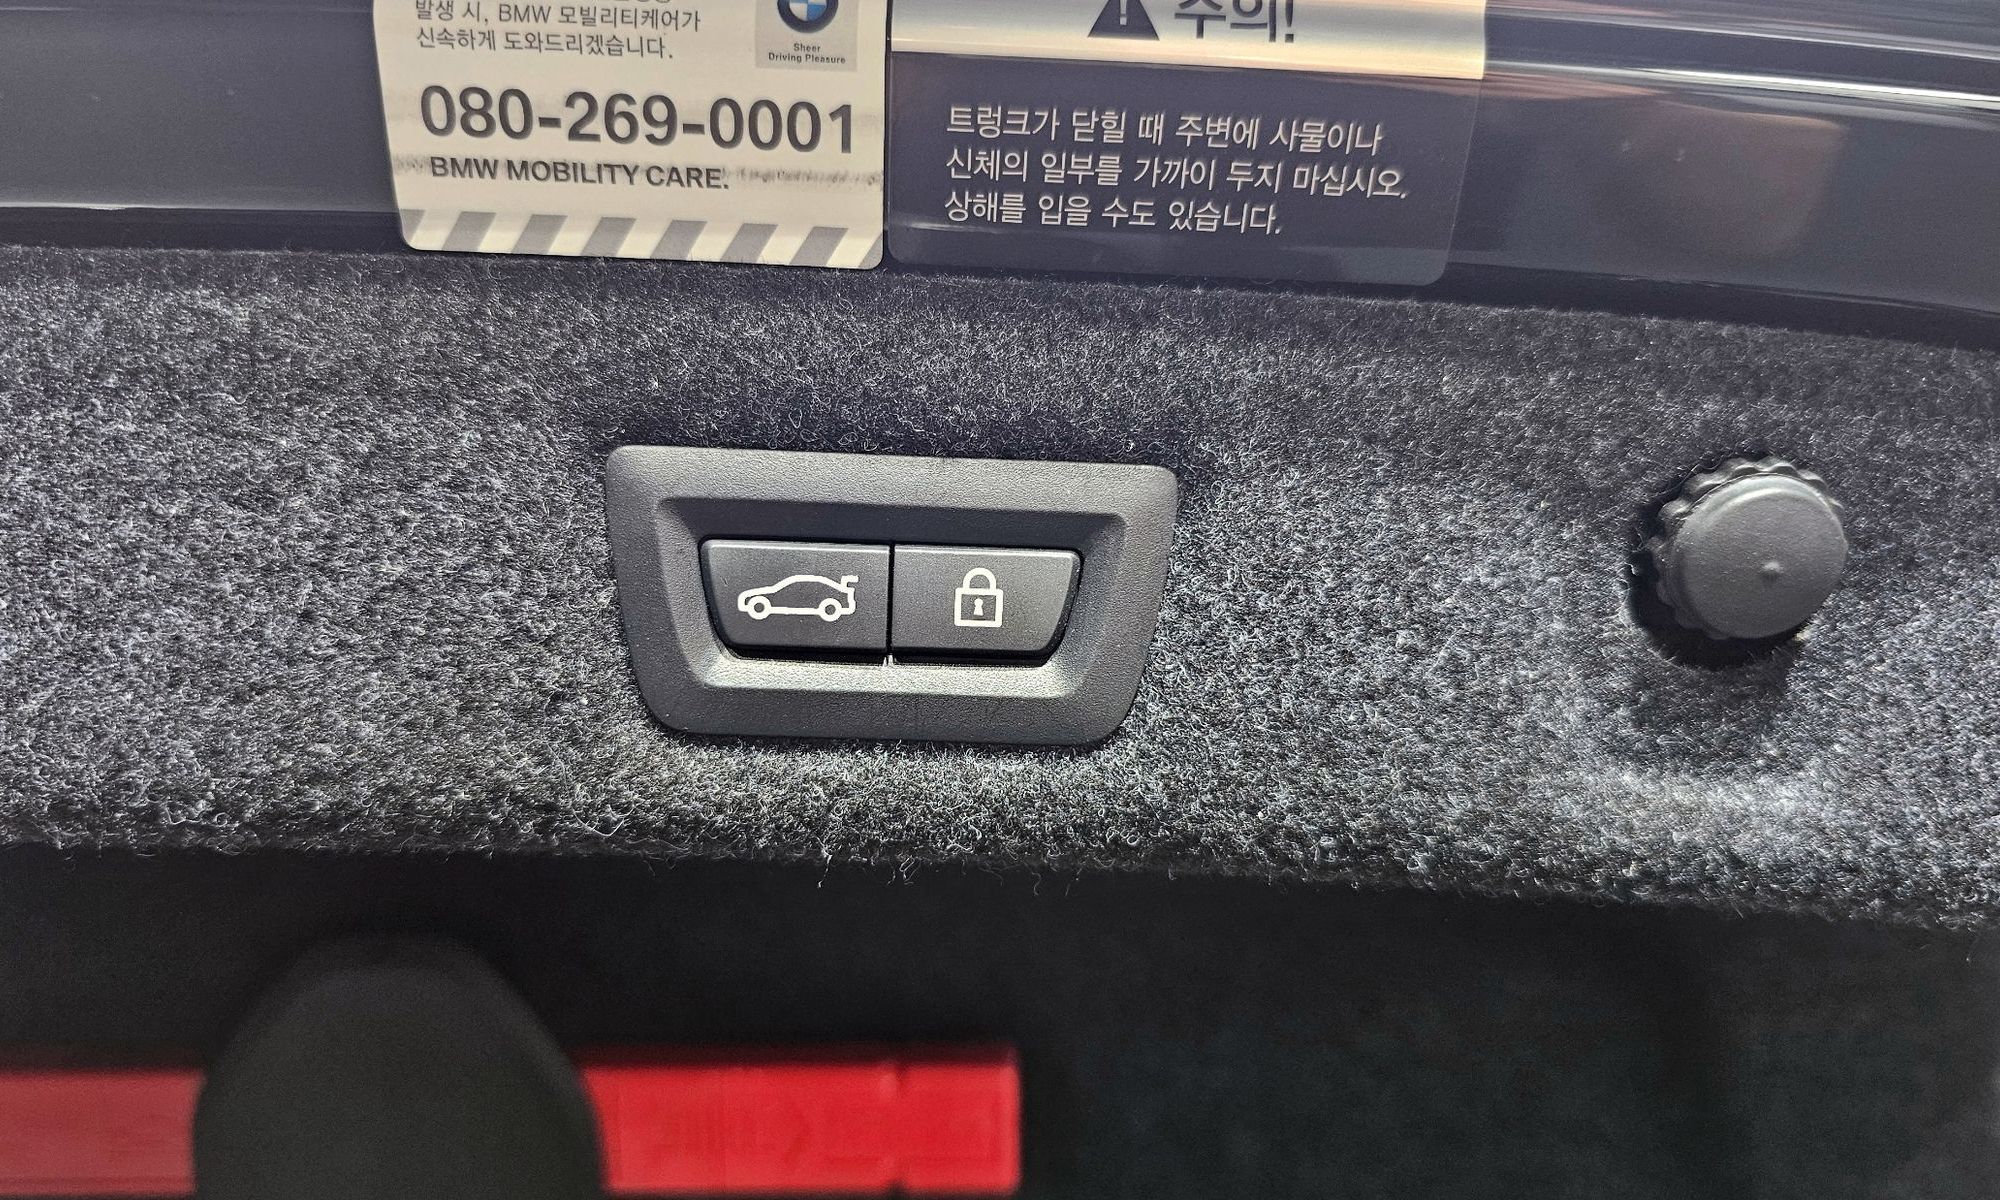 발생 시, BMW 모빌리티케어가
신속하게 도와드리겠습니다.
Sheer
Driving Pleasure
080-269-0001
BMW MOBILITY CARE.
주의!
트렁크가 닫힐 때 주변에 사물이나
신체의 일부를 가까이 두지 마십시오.
상해를 입을 수도 있습니다.